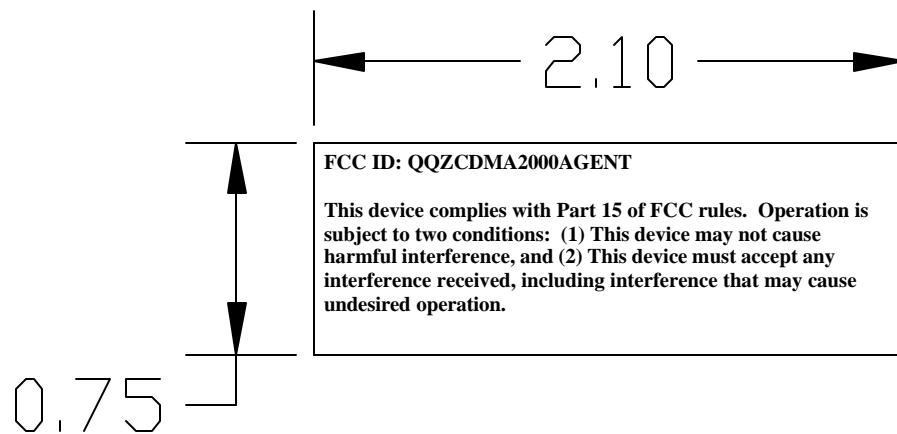 2.10
FCC ID: QQZCDMA2000AGENT
This device complies with Part 15 of FCC rules.  Operation is
subject to two conditions:  (1) This device may not cause
harmful interference, and (2) This device must accept any
interference received, including interference that may cause
undesired operation.
0.75